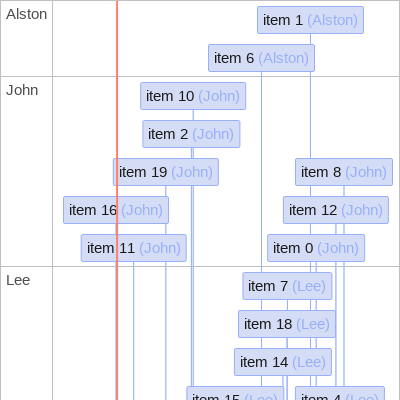 Alston
item 1 (Alston)
item 6 (Alston)
John
item 10 (John)
item 2 (John)
item 19 (John)
item 8 (John)
item 16 (John)
item 12 (John)
item 11 (John)
item 0 (John)
Lee
item 7 (Lee)
item 18 (Lee)
item 14 (Lee)
item 15 (Lee)
item 4 (Lee)